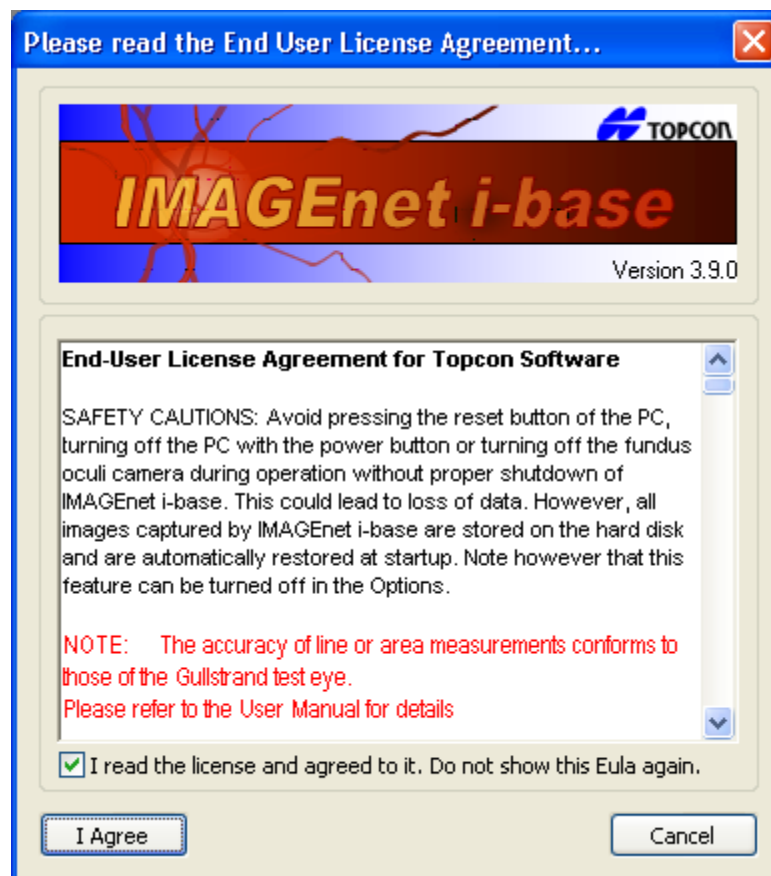 Please read the End User License Agreement...
TOPCON
IMAGEnet i-base
Version 3.9.0
End-User License Agreement for Topcon Software
SAFETY CAUTIONS: Avoid pressing the reset button of the PC,
turning off the PC with the power button or turning off the fundus
oculi camera during operation without proper shutdown of
IMAGEnet i-base. This could lead to loss of data. However, all
images captured by IMAGEnet i-base are stored on the hard disk
and are automatically restored at startup. Note however that this
feature can be turned off in the Options.
NOTE: The accuracy of line or area measurements conforms to
those of the Gullstrand test eye.
Please refer to the User Manual for details
I read the license and agreed to it. Do not show this Eula again.
I Agree
Cancel